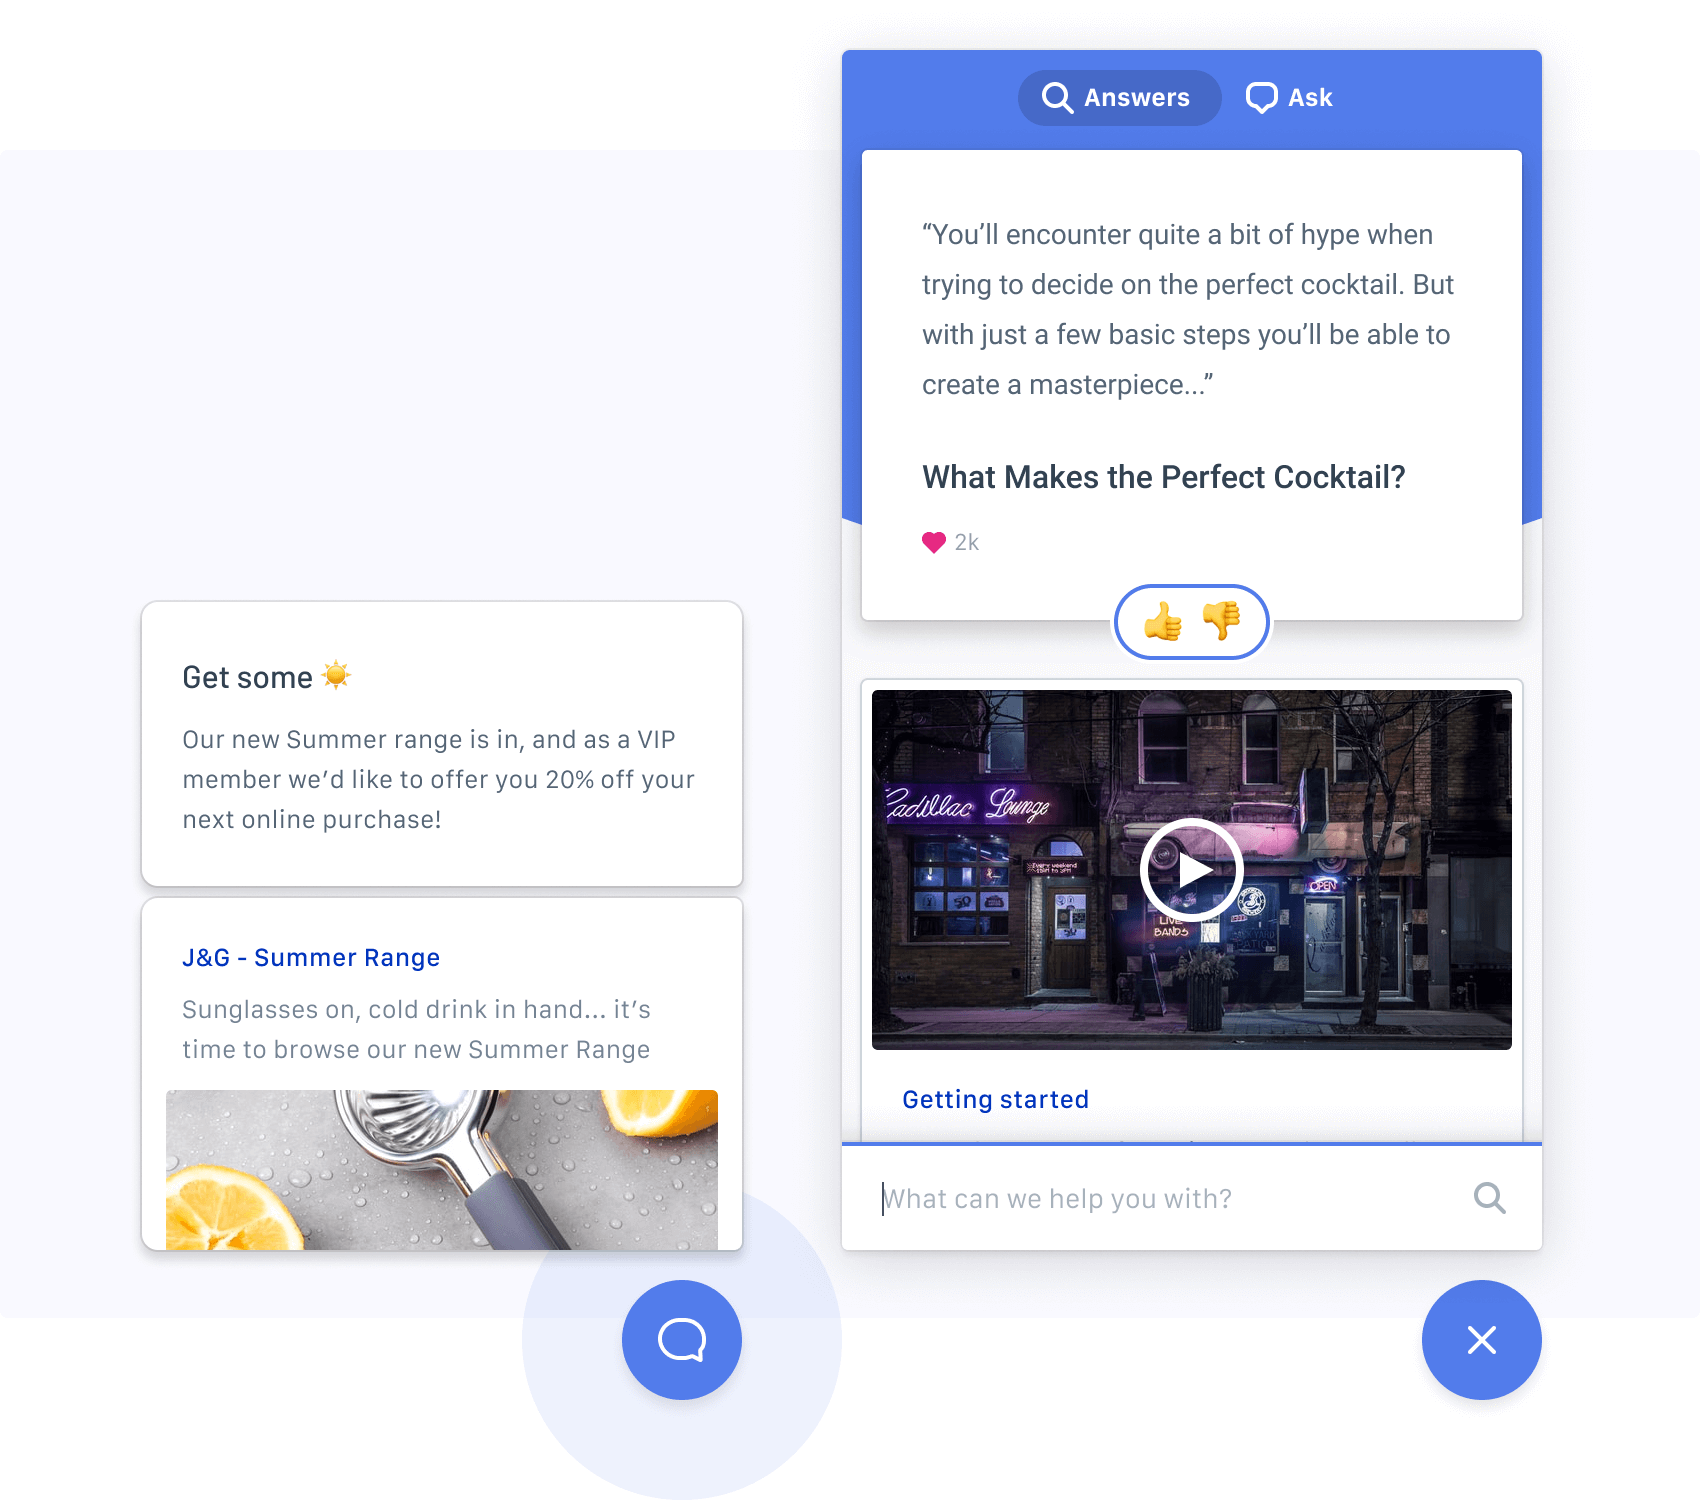 Get some
Our new Summer range is in, and as a VIP
member we’d like to offer you 20% off your
next online purchase!
J&G - Summer Range
Sunglasses on, cold drink in hand... it’s
time to browse our new Summer Range
Answers
Ask
“You’ll encounter quite a bit of hype when
trying to decide on the perfect cocktail. But
with just a few basic steps you’ll be able to
create a masterpiece...”
What Makes the Perfect Cocktail?
2k
Cadillac Lounge
Every weekend
OPEN
LIVE
BANDS
Getting started
What can we help you with?